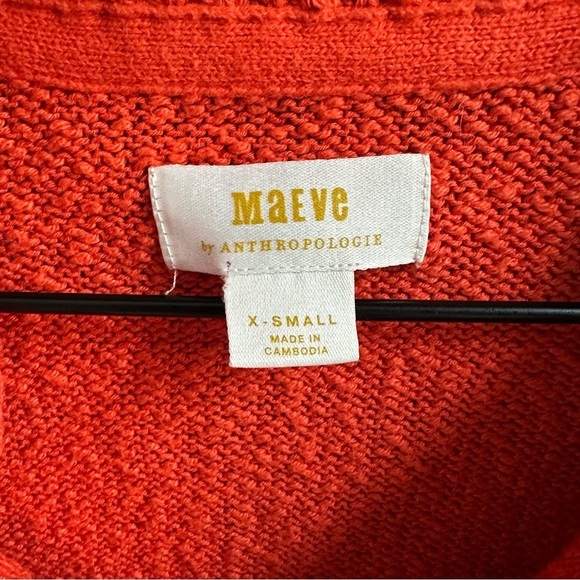 MaEVe
by ANTHROPOLOGIE
X-SMALL
MADE IN
CAMBODIA